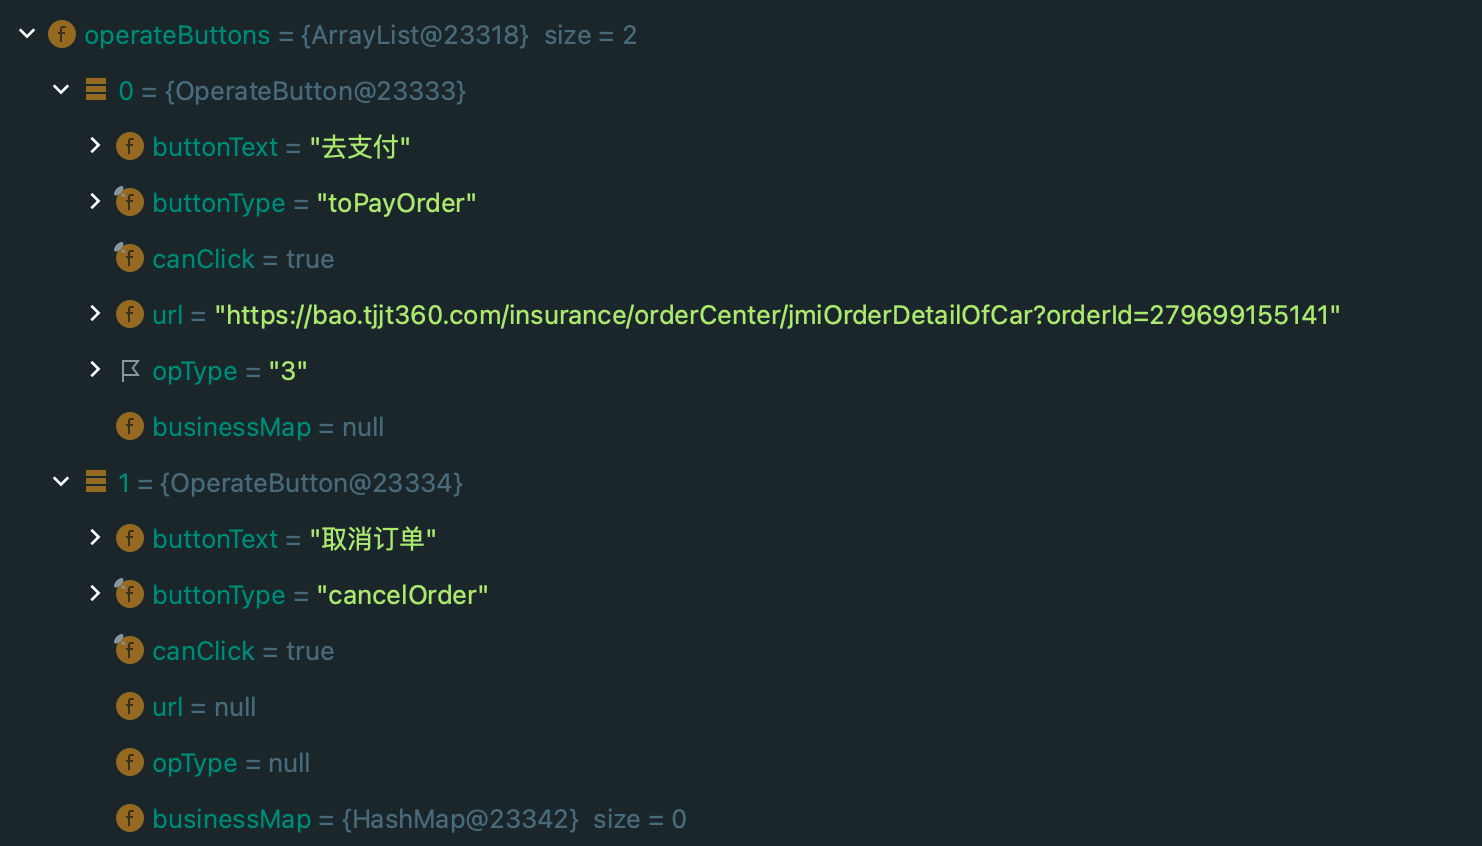 operateButtons = {ArrayList@23318} size = 2
0 = {OperateButton@23333}
f buttonText = "去支付"
f buttonType = "toPayOrder"
f canClick = true
f url = "https://bao.tjjt360.com/insurance/orderCenter/jmiOrderDetailOfCar?orderId=279699155141"
opType = "3"
f businessMap = null
1 = {OperateButton@23334}
f buttonText = "取消订单"
f buttonType = "cancelOrder"
f canClick = true
f url = null
f opType = null
f businessMap = {HashMap@23342} size = 0